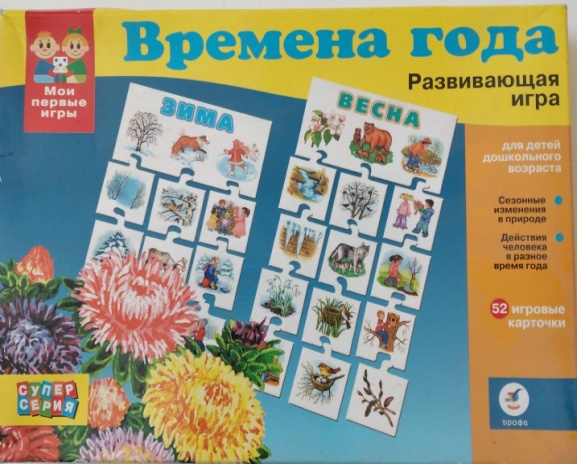 Времена года
Мои
первые
игры
Развивающая
игра
ЗИМА
ВЕСНА
для детей
дошкольного
возраста
Сезонные
изменения
в природе
Действия
человека
в разное
время года
52 игровые
карточки
СУПЕР
СЕРИЯ
дрофа